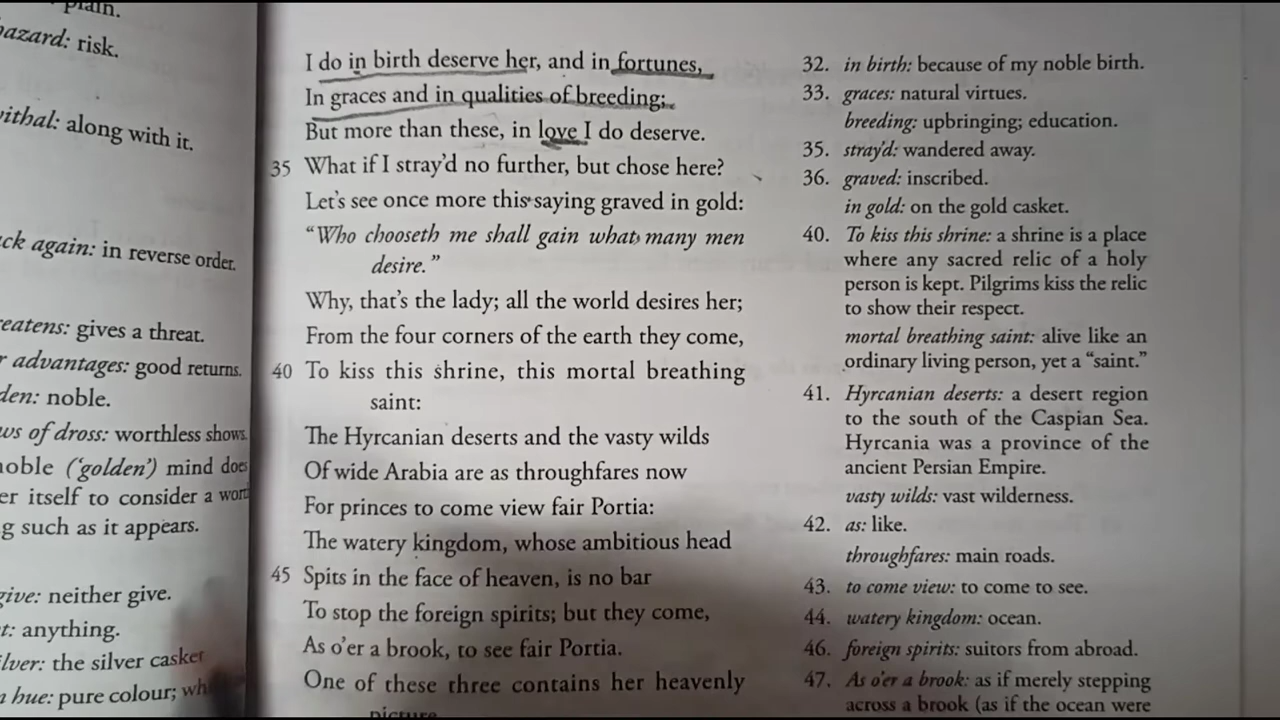 plain.
hazard: risk.
withal: along with it.
ck again: in reverse order.
eatens: gives a threat.
r advantages: good returns.
den: noble.
ws of dross: worthless shows.
noble ('golden') mind does
er itself to consider a
g such as it appears.
give: neither give.
t: anything.
ilver: the silver casket
n hue: pure colour;
I do in birth deserve her, and in fortunes,
In graces and in qualities of breeding;
But more than these, in love I do deserve.
35 What if I stray'd no further, but chose here?
Let's see once more this saying graved in gold:
"Who chooseth me shall gain what many men
desire."
Why, that's the lady; all the world desires her;
From the four corners of the earth they come,
40 To kiss this shrine, this mortal breathing
saint:
The Hyrcanian deserts and the vasty wilds
Of wide Arabia are as throughfares now
For princes to come view fair Portia:
The watery kingdom, whose ambitious head
45 Spits in the face of heaven, is no bar
To stop the foreign spirits; but they come,
As o'er a brook, to see fair Portia.
One of these three contains her heavenly
picture
32. in birth: because of my noble birth.
33. graces: natural virtues.
breeding: upbringing; education.
35. stray'd: wandered away.
36. graved: inscribed.
in gold: on the gold casket.
40. To kiss this shrine: a shrine is a place
where any sacred relic of a holy
person is kept. Pilgrims kiss the relic
to show their respect.
mortal breathing saint: alive like an
ordinary living person, yet a "saint."
41. Hyrcanian deserts: a desert region
to the south of the Caspian Sea.
Hyrcania was a province of the
ancient Persian Empire.
vasty wilds: vast wilderness.
42. as: like.
throughfares: main roads.
43. to come view: to come to see.
44. watery kingdom: ocean.
46. foreign spirits: suitors from abroad.
47. As o'er a brook: as if merely stepping
across a brook (as if the ocean were